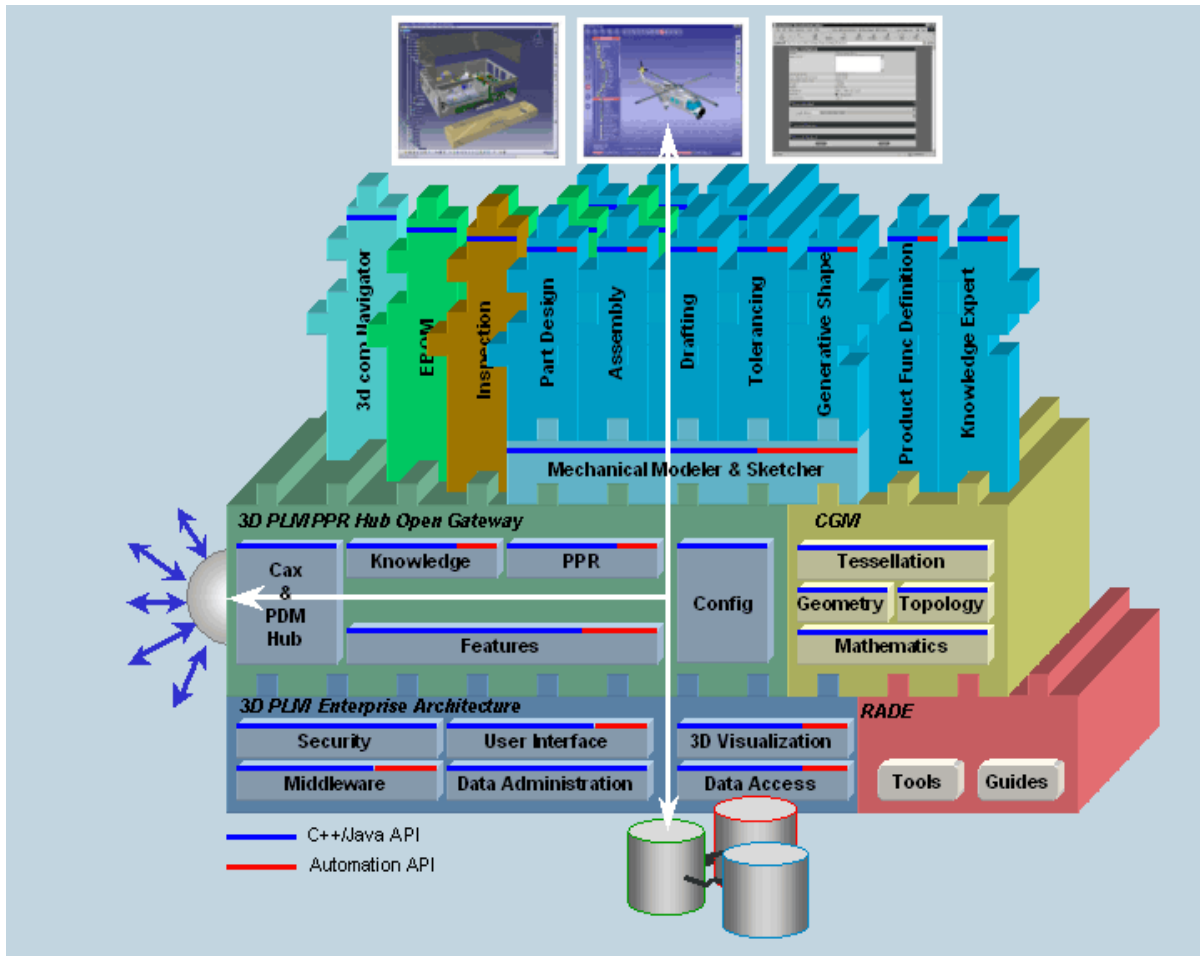 3d com Navigator
EBOM
Inspection
Part Design
Assembly
Drafting
Tolerancing
Generative Shape
Product Func Definition
Knowledge Expert
Mechanical Modeler & Sketcher
3D PLM PPR Hub Open Gateway
CGM
Cax
&
PDM
Hub
Knowledge
PPR
Features
Config
Tessellation
Geometry
Topology
Mathematics
3D PLM Enterprise Architecture
RADE
Security
User Interface
3D Visualization
Middleware
Data Administration
Data Access
Tools
Guides
C++/Java API
Automation API